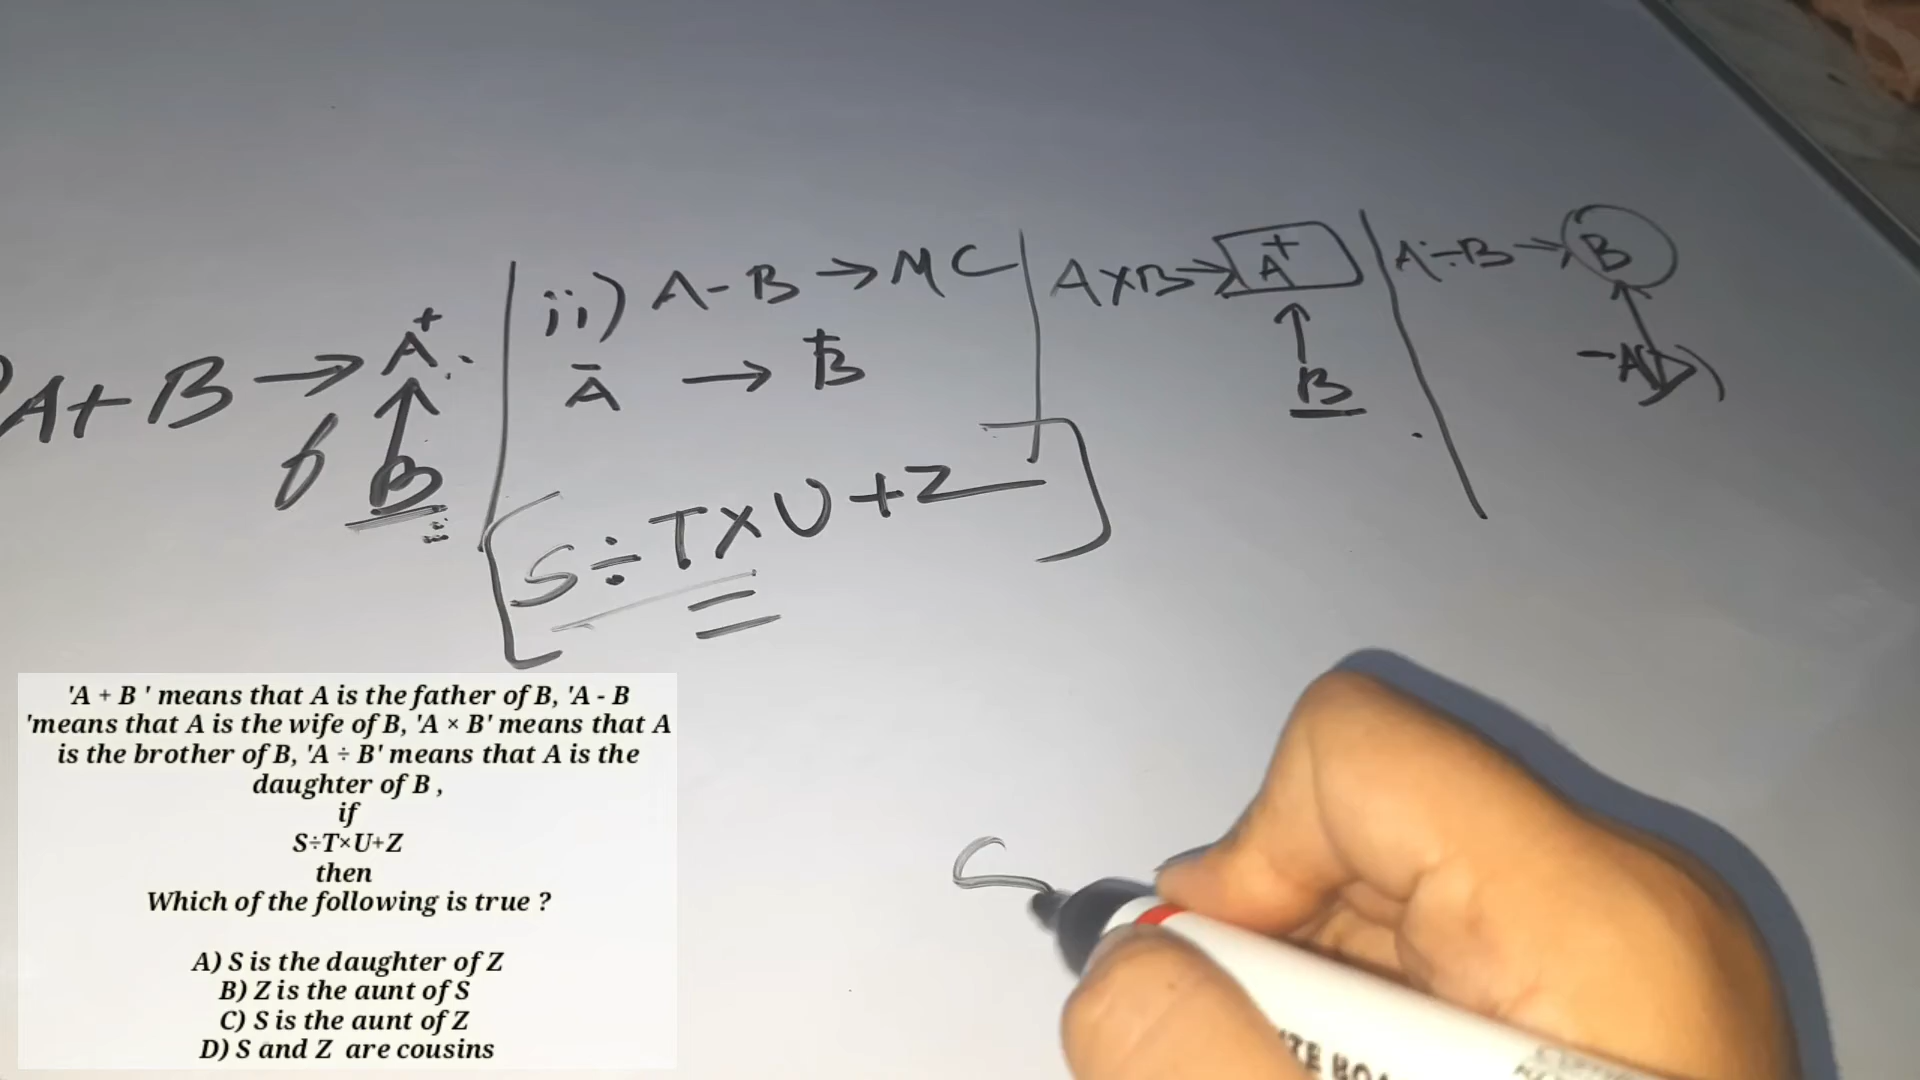 A+B → A+
B
ii) A-B → MC
A → B
A×B → A+
B
A÷B → B
-A
S÷T×U+Z
S
'A + B ' means that A is the father of B, 'A - B
'means that A is the wife of B, 'A × B' means that A
is the brother of B, 'A ÷ B' means that A is the
daughter of B ,
if
S÷T×U+Z
then
Which of the following is true ?
A) S is the daughter of Z
B) Z is the aunt of S
C) S is the aunt of Z
D) S and Z are cousins